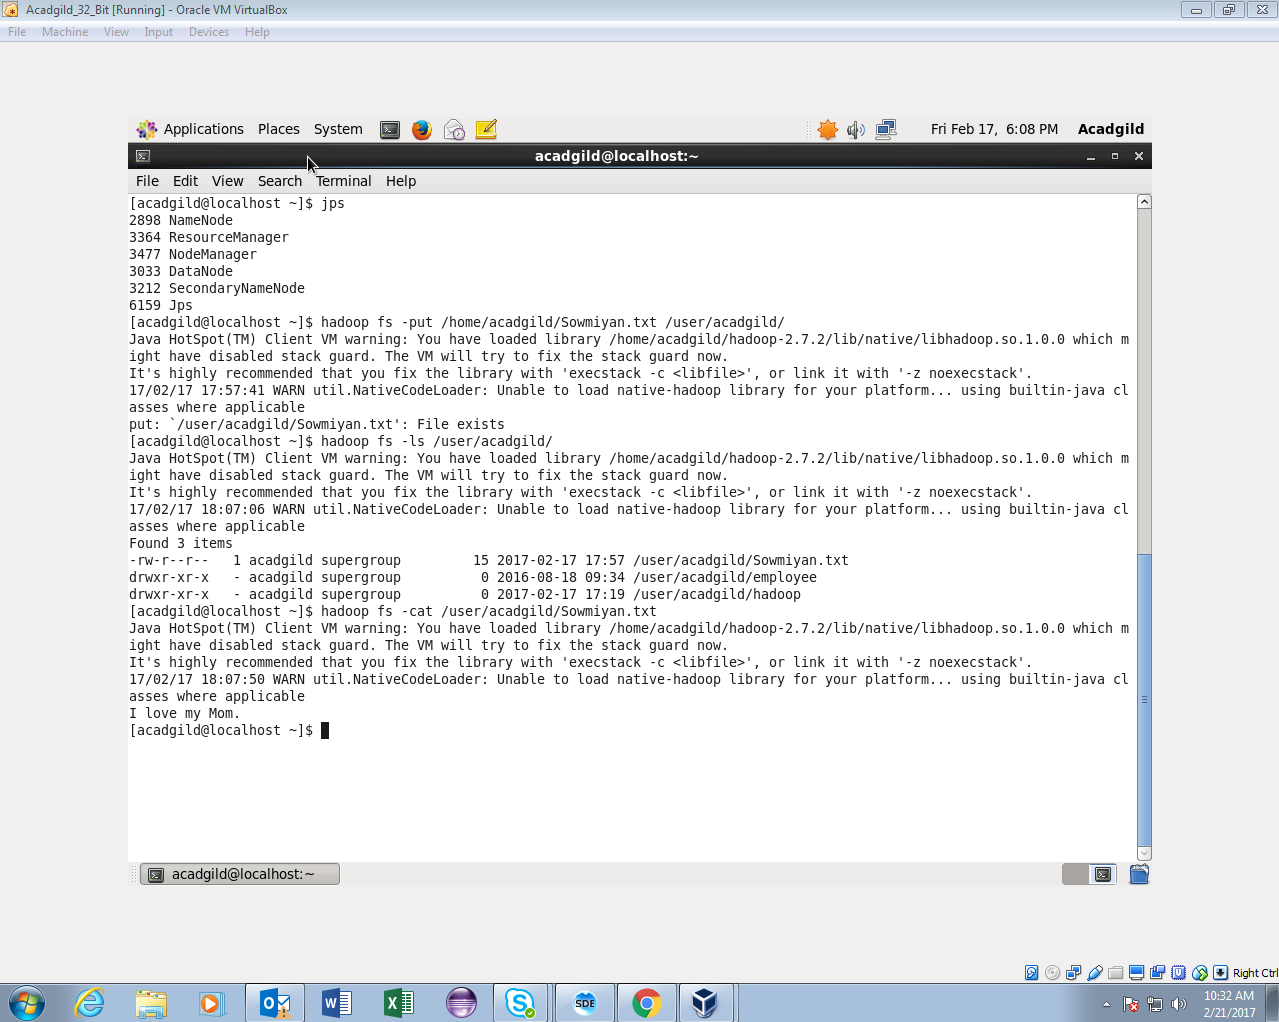 Acadgild_32_Bit [Running] - Oracle VM VirtualBox
File Machine View Input Devices Help
Applications Places System Fri Feb 17, 6:08 PM Acadgild
acadgild@localhost:~
File Edit View Search Terminal Help
[acadgild@localhost ~]$ jps
2898 NameNode
3364 ResourceManager
3477 NodeManager
3033 DataNode
3212 SecondaryNameNode
6159 Jps
[acadgild@localhost ~]$ hadoop fs -put /home/acadgild/Sowmiyan.txt /user/acadgild/
Java HotSpot(TM) Client VM warning: You have loaded library /home/acadgild/hadoop-2.7.2/lib/native/libhadoop.so.1.0.0 which m
ight have disabled stack guard. The VM will try to fix the stack guard now.
It's highly recommended that you fix the library with 'execstack -c <libfile>', or link it with '-z noexecstack'.
17/02/17 17:57:41 WARN util.NativeCodeLoader: Unable to load native-hadoop library for your platform... using builtin-java cl
asses where applicable
put: `/user/acadgild/Sowmiyan.txt': File exists
[acadgild@localhost ~]$ hadoop fs -ls /user/acadgild/
Java HotSpot(TM) Client VM warning: You have loaded library /home/acadgild/hadoop-2.7.2/lib/native/libhadoop.so.1.0.0 which m
ight have disabled stack guard. The VM will try to fix the stack guard now.
It's highly recommended that you fix the library with 'execstack -c <libfile>', or link it with '-z noexecstack'.
17/02/17 18:07:06 WARN util.NativeCodeLoader: Unable to load native-hadoop library for your platform... using builtin-java cl
asses where applicable
Found 3 items
-rw-r--r-- 1 acadgild supergroup 15 2017-02-17 17:57 /user/acadgild/Sowmiyan.txt
drwxr-xr-x - acadgild supergroup 0 2016-08-18 09:34 /user/acadgild/employee
drwxr-xr-x - acadgild supergroup 0 2017-02-17 17:19 /user/acadgild/hadoop
[acadgild@localhost ~]$ hadoop fs -cat /user/acadgild/Sowmiyan.txt
Java HotSpot(TM) Client VM warning: You have loaded library /home/acadgild/hadoop-2.7.2/lib/native/libhadoop.so.1.0.0 which m
ight have disabled stack guard. The VM will try to fix the stack guard now.
It's highly recommended that you fix the library with 'execstack -c <libfile>', or link it with '-z noexecstack'.
17/02/17 18:07:50 WARN util.NativeCodeLoader: Unable to load native-hadoop library for your platform... using builtin-java cl
asses where applicable
I love my Mom.
[acadgild@localhost ~]$
acadgild@localhost:~
Right Ctrl
SDE
10:32 AM
2/21/2017